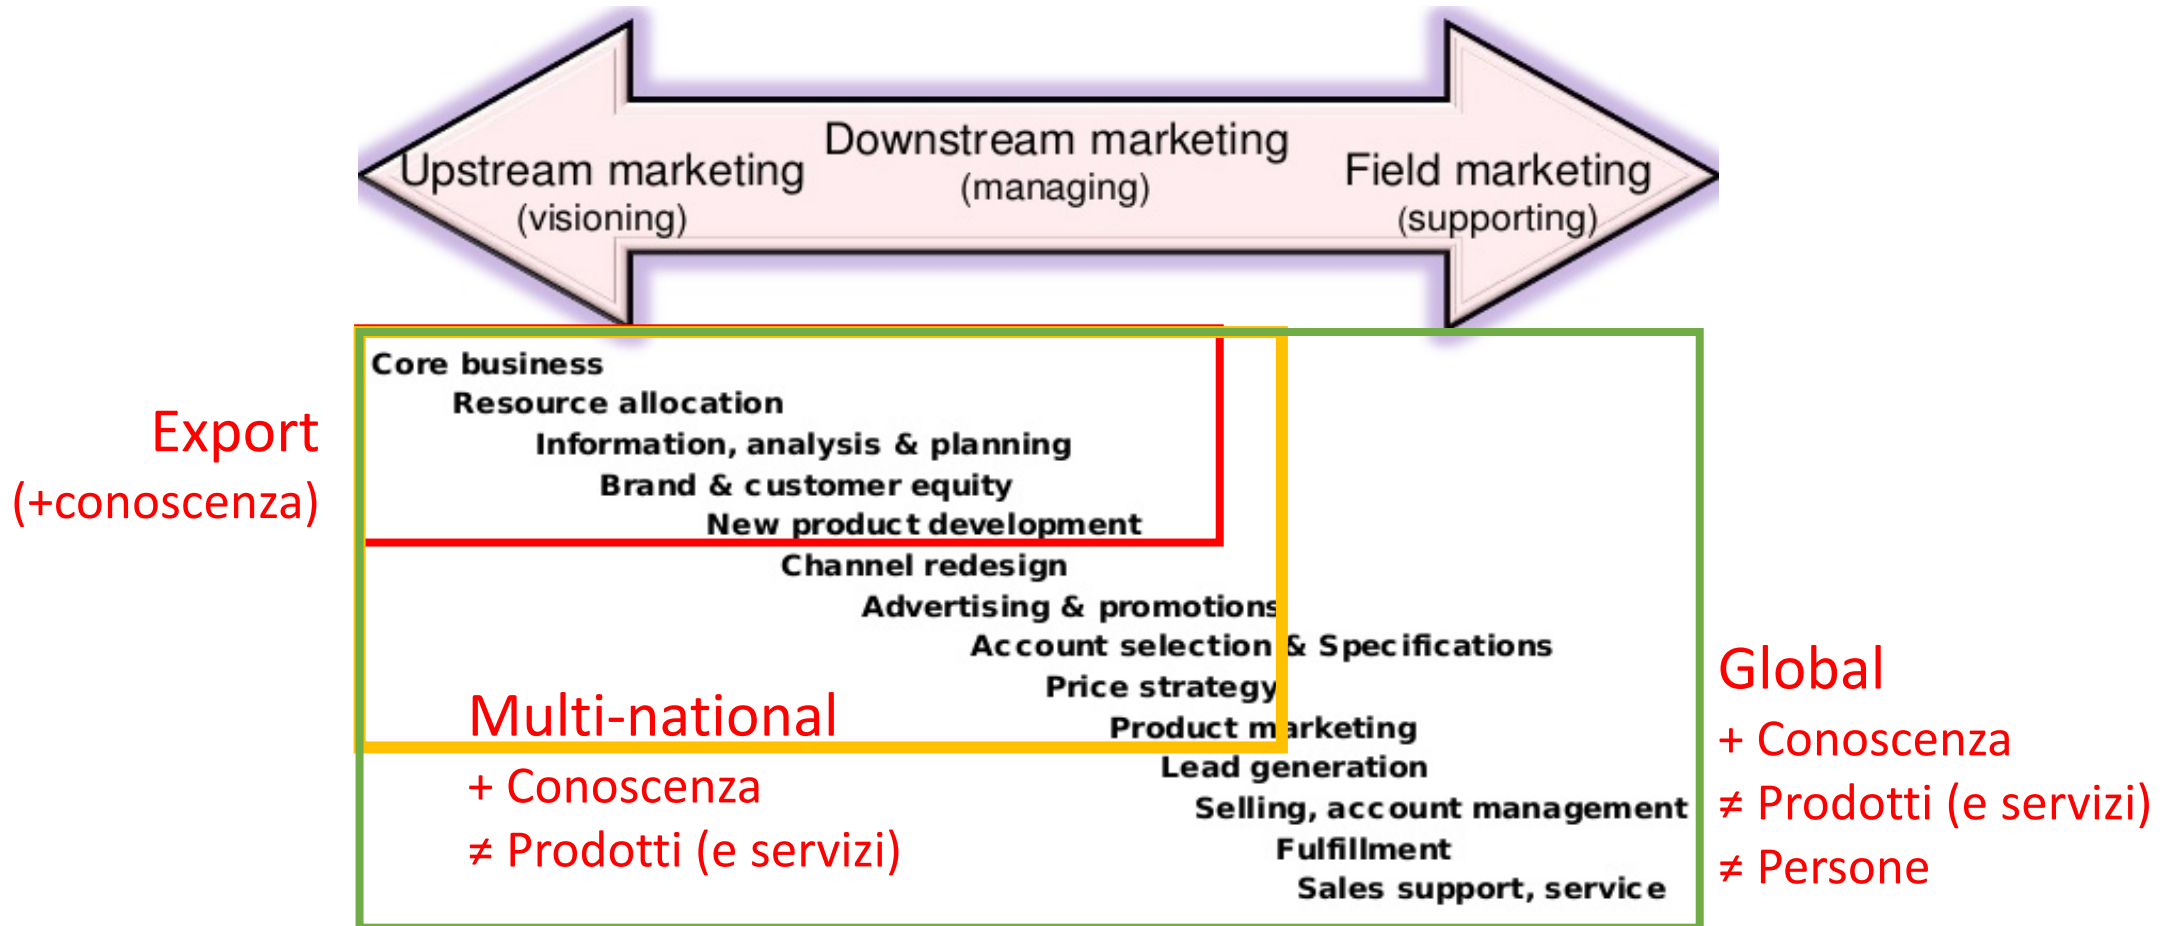 Upstream marketing
(visioning)
Downstream marketing
(managing)
Field marketing
(supporting)
Core business
Resource allocation
Information, analysis & planning
Brand & customer equity
New product development
Channel redesign
Advertising & promotions
Account selection & Specifications
Price strategy
Product marketing
Lead generation
Selling, account management
Fulfillment
Sales support, service
Export
(+conoscenza)
Multi-national
+ Conoscenza
≠ Prodotti (e servizi)
Global
+ Conoscenza
≠ Prodotti (e servizi)
≠ Persone